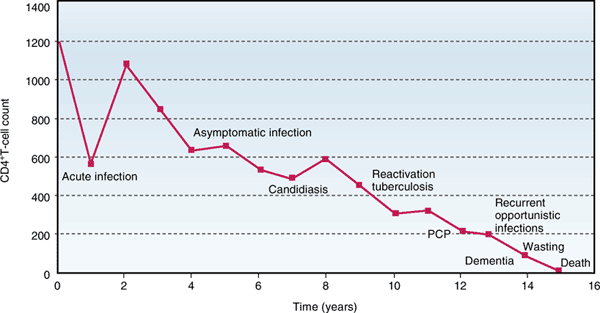 1400
1200
1000
800
600
400
200
0
CD4⁺T-cell count
Acute infection
Asymptomatic infection
Candidiasis
Reactivation
tuberculosis
PCP
Recurrent
opportunistic
infections
Wasting
Dementia
Death
0 2 4 6 8 10 12 14 16
Time (years)